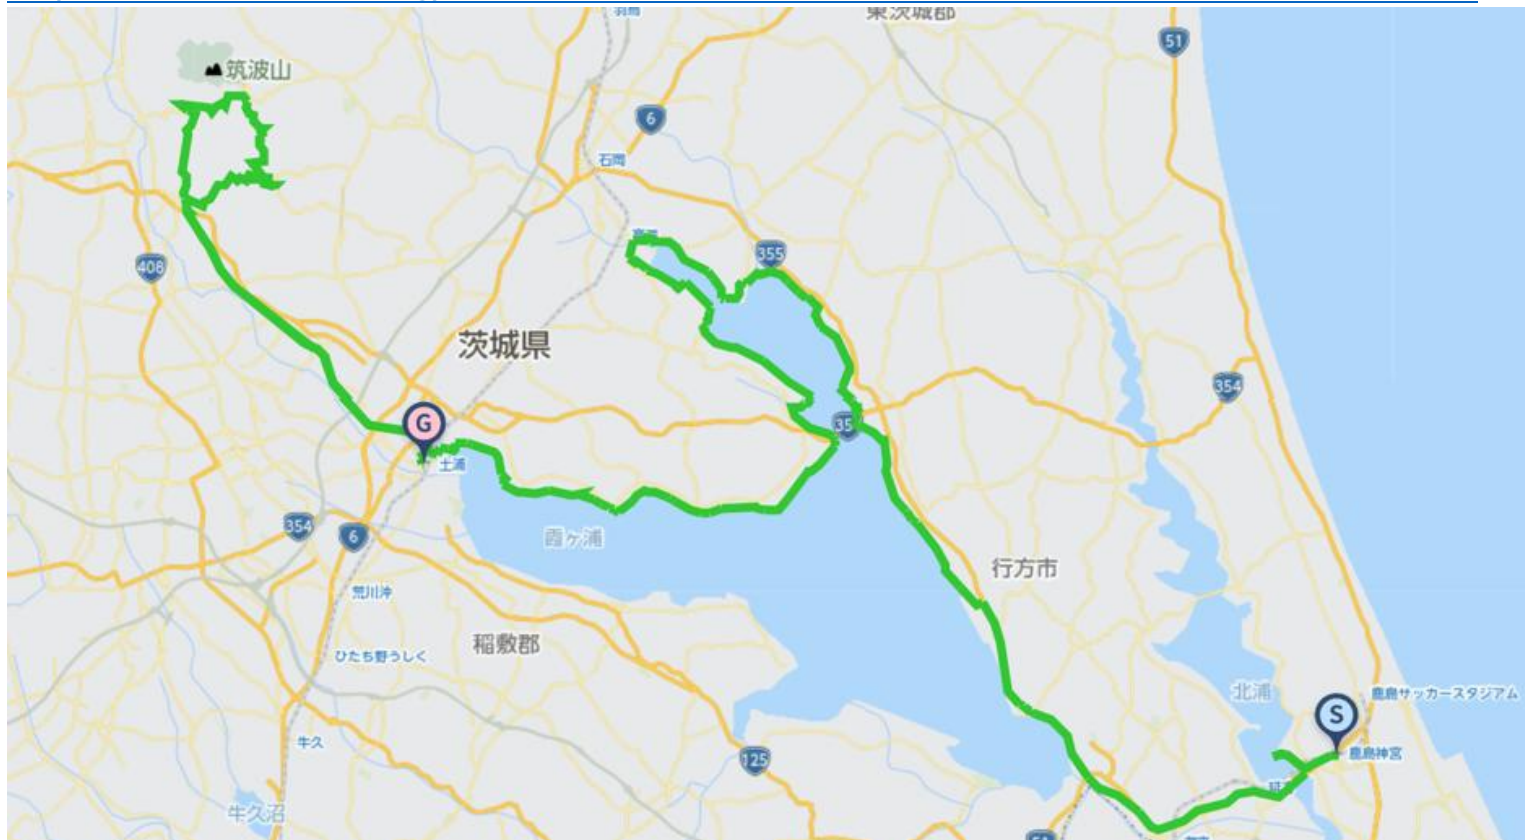 東茨城郡
51
筑波山
6
石岡
355
408
茨城県
354
G
土浦
35
354
6
霞ヶ浦
荒川沖
行方市
稲敷郡
ひたち野うしく
北浦
鹿島サッカースタジアム
S
牛久
125
鹿島神宮
牛久沼